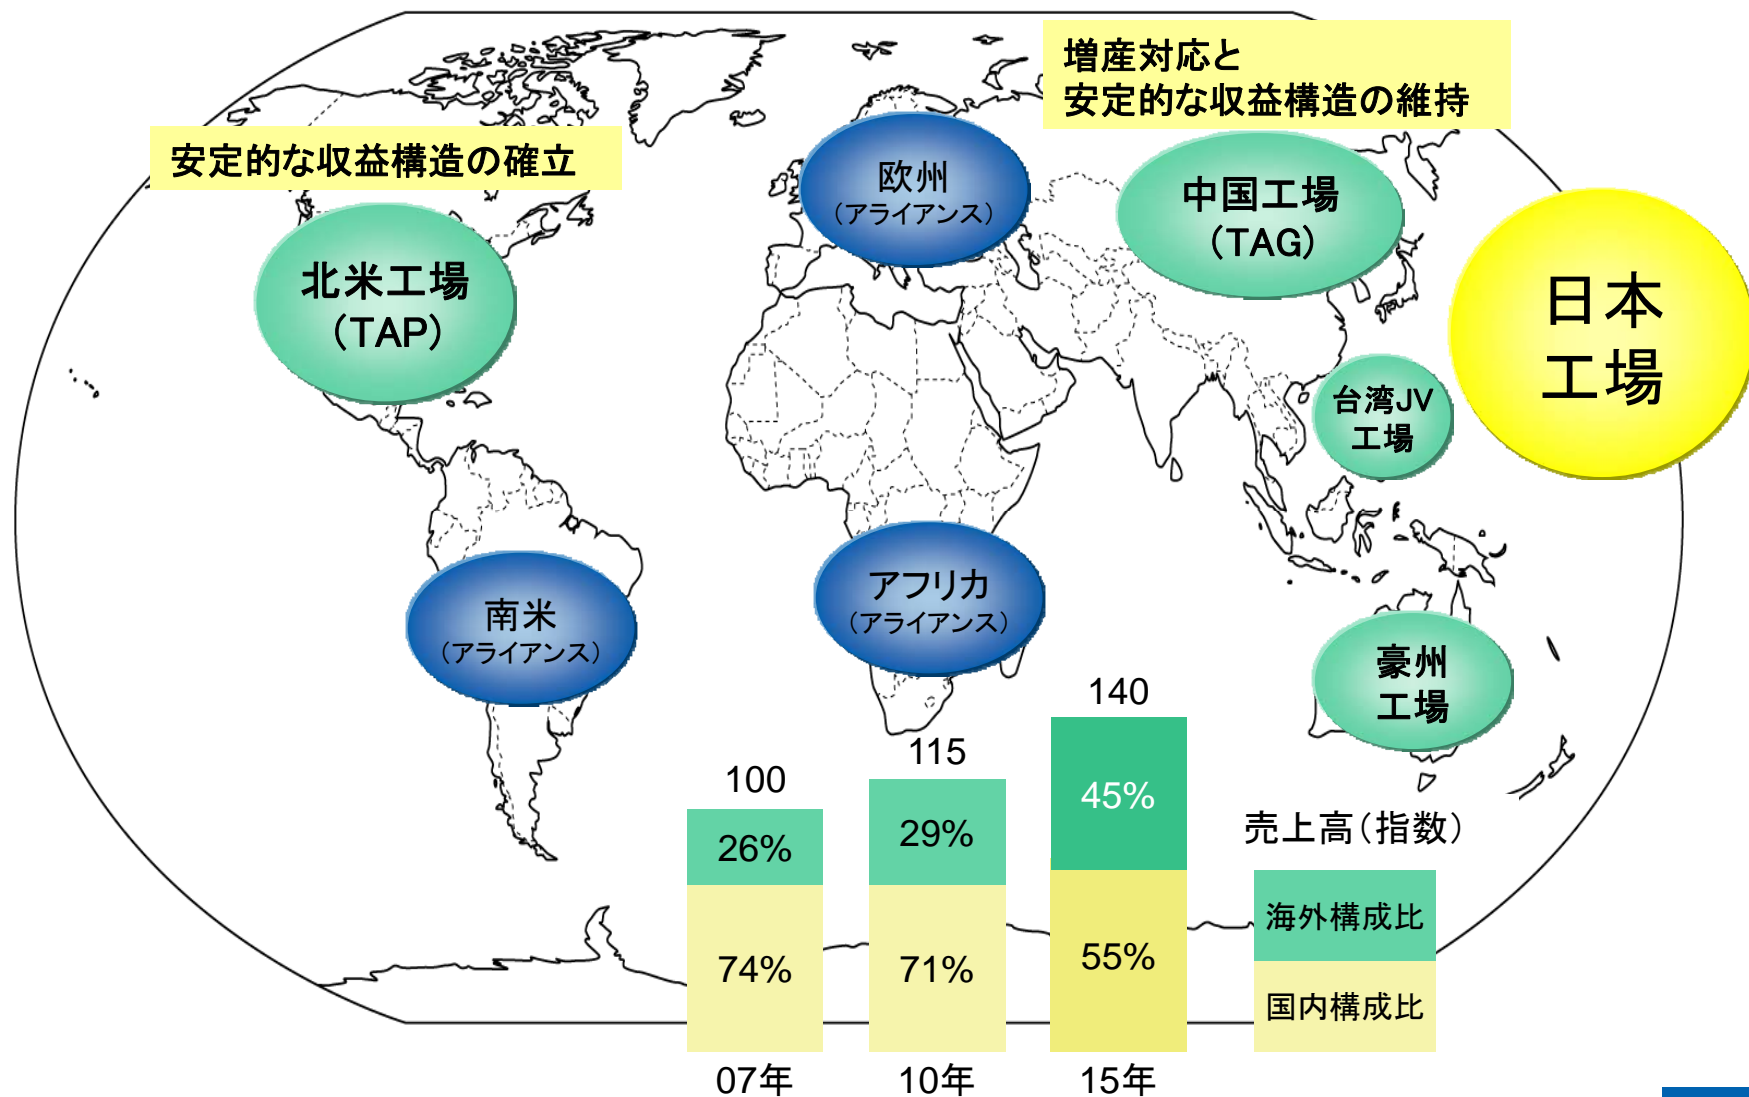 増産対応と
安定的な収益構造の維持
安定的な収益構造の確立
欧州
（アライアンス）
中国工場
（TAG）
北米工場
（TAP）
日本
工場
台湾JV
工場
南米
（アライアンス）
アフリカ
（アライアンス）
豪州
工場
100
115
140
26%
29%
45%
74%
71%
55%
07年
10年
15年
売上高（指数）
海外構成比
国内構成比